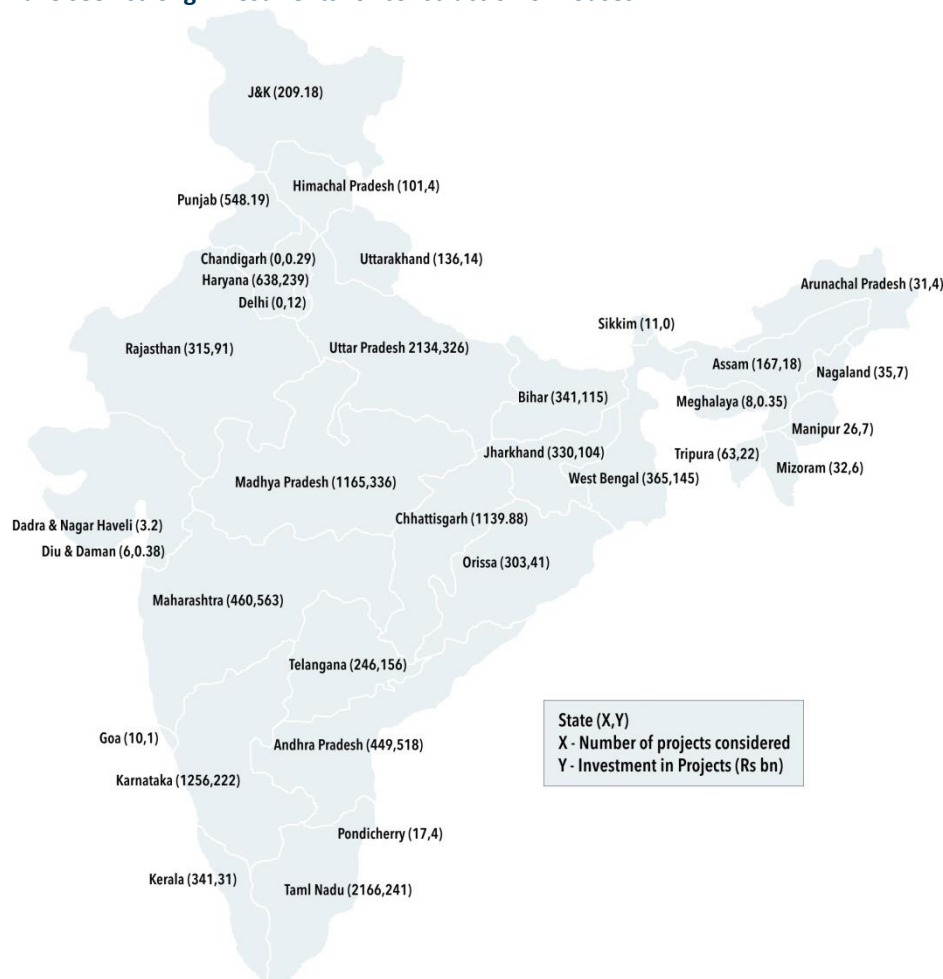 J&K (209.18)
Himachal Pradesh (101,4)
Punjab (548.19)
Chandigarh (0,0.29)
Uttarakhand (136,14)
Haryana (638,239)
Arunachal Pradesh (31,4)
Delhi (0,12)
Sikkim (11,0)
Rajasthan (315,91)
Uttar Pradesh 2134,326)
Assam (167,18)
Nagaland (35,7)
Bihar (341,115)
Meghalaya (8,0.35)
Manipur 26,7)
Jharkhand (330,104)
Tripura (63,22)
Mizoram (32,6)
Madhya Pradesh (1165,336)
West Bengal (365,145)
Chhattisgarh (1139.88)
Dadra & Nagar Haveli (3.2)
Diu & Daman (6,0.38)
Orissa (303,41)
Maharashtra (460,563)
Telangana (246,156)
State (X,Y)
X - Number of projects considered
Y - Investment in Projects (Rs bn)
Goa (10,1)
Andhra Pradesh (449,518)
Karnataka (1256,222)
Pondicherry (17,4)
Kerala (341,31)
Tamil Nadu (2166,241)